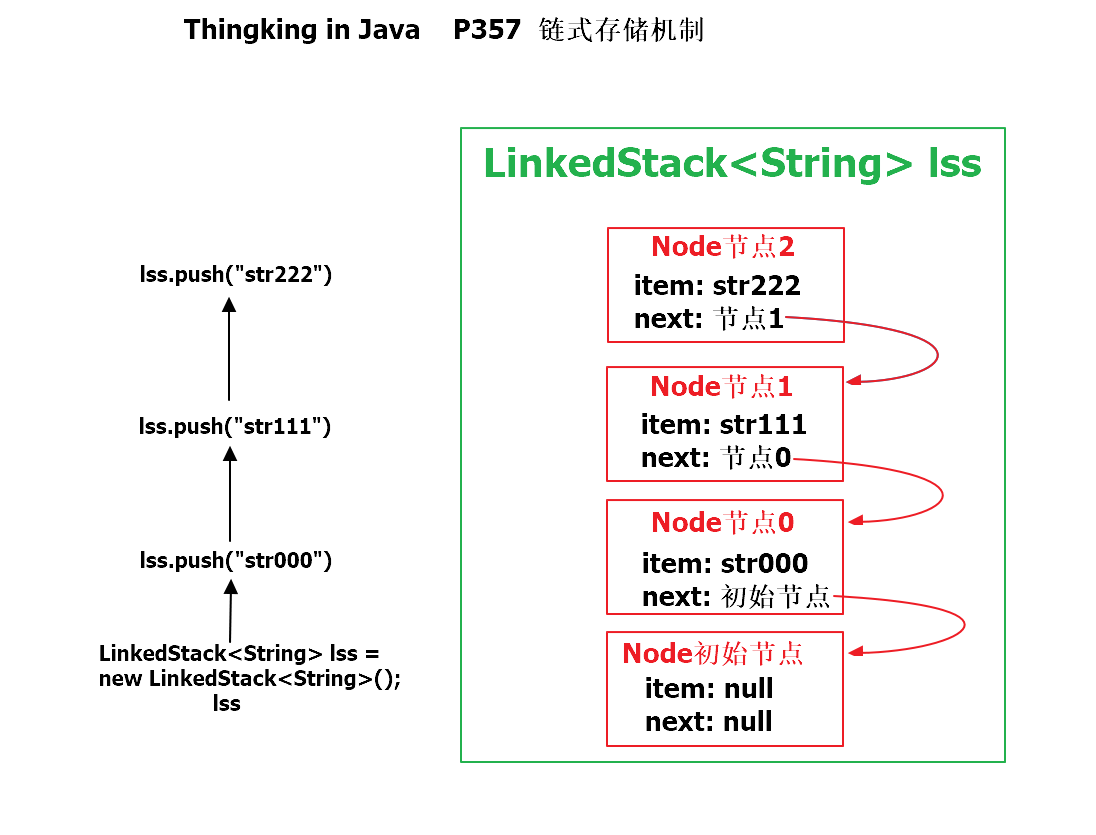 Thingking in Java P357 链式存储机制
LinkedStack<String> lss
Node节点2
item: str222
next: 节点1
Node节点1
item: str111
next: 节点0
Node节点0
item: str000
next: 初始节点
Node初始节点
item: null
next: null
lss.push("str222")
lss.push("str111")
lss.push("str000")
LinkedStack<String> lss =
new LinkedStack<String>();
lss